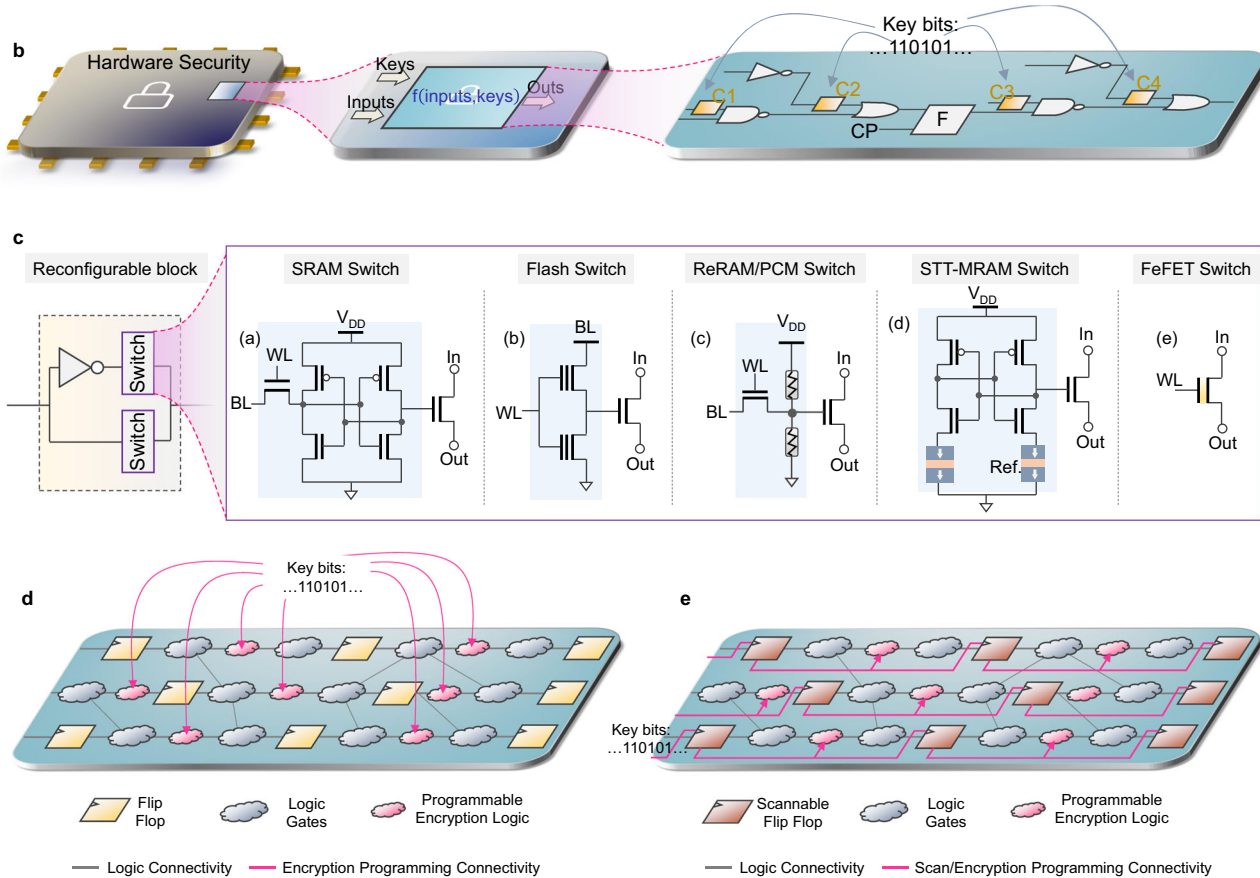 b
Hardware Security
Keys
Inputs
f(inputs,keys)
Outs
Key bits:
...110101...
C1
C2
C3
C4
CP
F
c
Reconfigurable block
SRAM Switch
Flash Switch
ReRAM/PCM Switch
STT-MRAM Switch
FeFET Switch
Switch
Switch
(a)
VDD
WL
BL
In
Out
(b)
BL
WL
In
Out
(c)
VDD
WL
BL
In
Out
(d)
VDD
In
Out
Ref.
(e)
WL
In
Out
d
Key bits:
...110101...
Flip
Flop
Logic
Gates
Programmable
Encryption Logic
Logic Connectivity
Encryption Programming Connectivity
e
Key bits:
...110101...
Scannable
Flip Flop
Logic
Gates
Programmable
Encryption Logic
Logic Connectivity
Scan/Encryption Programming Connectivity